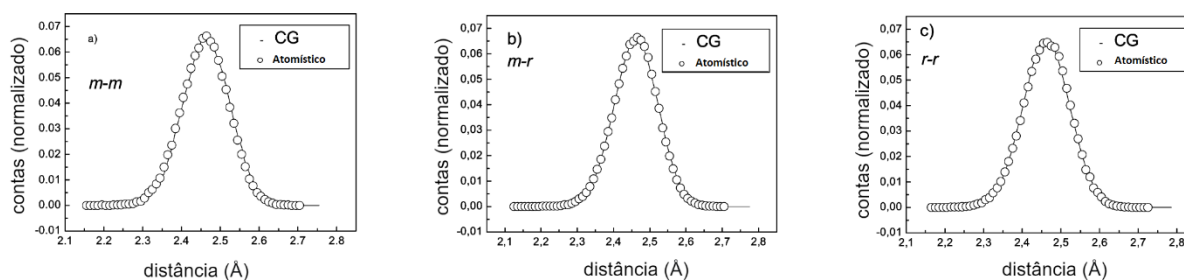 a)
m-m
CG
Atomístico
contas (normalizado)
0.07
0.06
0.05
0.04
0.03
0.02
0.01
0.00
-0.01
2,1 2.2 2.3 2.4 2.5 2.6 2.7 2.8
distância (Å)
b)
m-r
CG
Atomístico
contas (normalizado)
0,07
0,06
0,05
0,04
0,03
0,02
0,01
0,00
-0,01
2,1 2,2 2,3 2,4 2,5 2,6 2,7 2,8
distância (Å)
c)
r-r
CG
Atomístico
contas (normalizado)
0,07
0,06
0,05
0,04
0,03
0,02
0,01
0,00
-0,01
2,1 2,2 2,3 2,4 2,5 2,6 2,7 2,8
distância (Å)